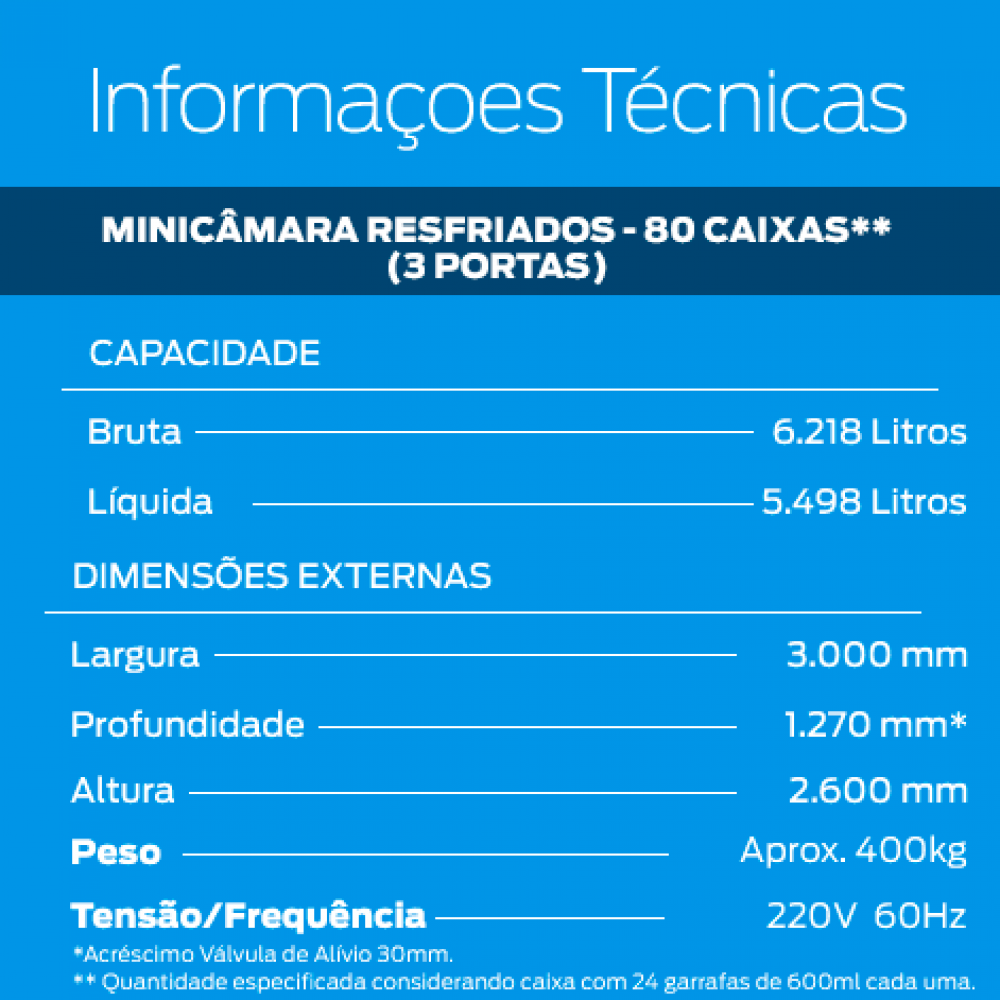 Informaçoes Técnicas
MINICÂMARA RESFRIADOS - 80 CAIXAS**
(3 PORTAS)
CAPACIDADE
Bruta 6.218 Litros
Líquida 5.498 Litros
DIMENSÕES EXTERNAS
Largura 3.000 mm
Profundidade 1.270 mm*
Altura 2.600 mm
Peso Aprox. 400kg
Tensão/Frequência 220V 60Hz
*Acréscimo Válvula de Alívio 30mm.
** Quantidade especificada considerando caixa com 24 garrafas de 600ml cada uma.